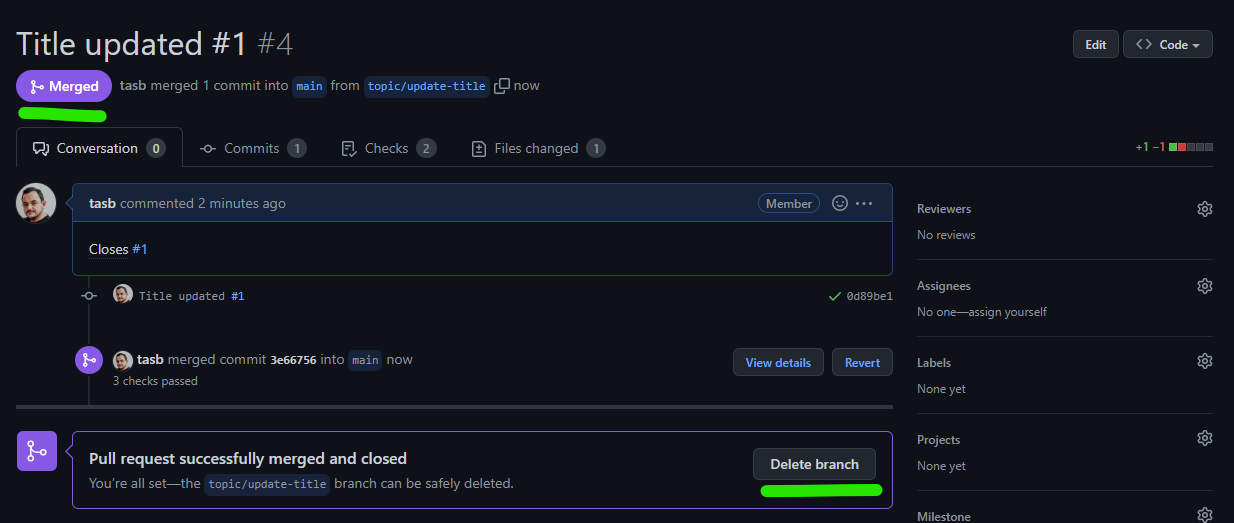 Title updated #1 #4
Edit
Code
Merged
tasb merged 1 commit into main from topic/update-title now
Conversation 0
Commits 1
Checks 2
Files changed 1
+1 −1
tasb commented 2 minutes ago
Member
Closes #1
Title updated #1
0d89be1
tasb merged commit 3e66756 into main now
3 checks passed
View details
Revert
Pull request successfully merged and closed
You're all set—the topic/update-title branch can be safely deleted.
Delete branch
Reviewers
No reviews
Assignees
No one—assign yourself
Labels
None yet
Projects
None yet
Milestone